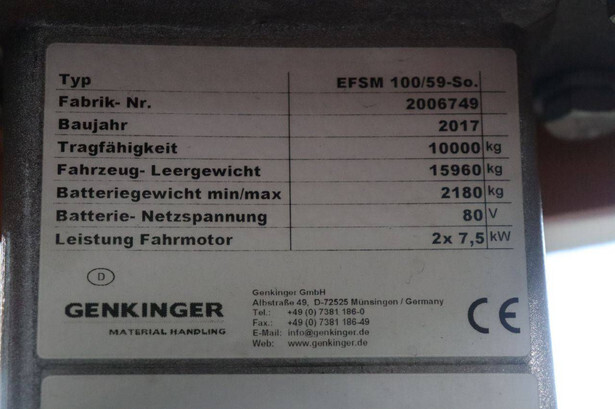 Typ EFSM 100/59-So.
Fabrik- Nr. 2006749
Baujahr 2017
Tragfähigkeit 10000 kg
Fahrzeug- Leergewicht 15960 kg
Batteriegewicht min/max 2180 kg
Batterie- Netzspannung 80 V
Leistung Fahrmotor 2x 7,5 kW
D
GENKINGER
MATERIAL HANDLING
Genkinger GmbH
Albstraße 49, D-72525 Münsingen / Germany
Tel.: +49 (0) 7381 186-0
Fax.: +49 (0) 7381 186-49
E-Mail: info@genkinger.de
Web: www.genkinger.de
CE